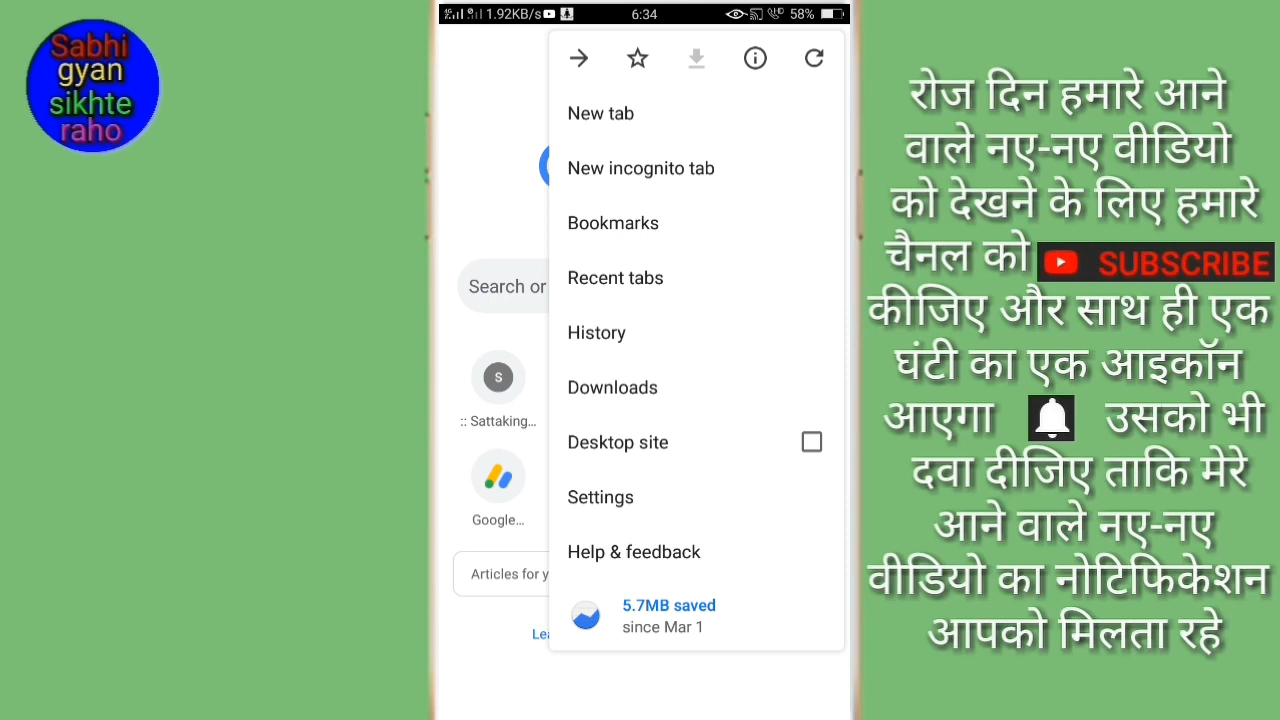 Sabhi
gyan
sikhte
raho
1.92KB/s
6:34
58%
New tab
New incognito tab
Bookmarks
Recent tabs
History
Downloads
Desktop site
Settings
Help & feedback
5.7MB saved
since Mar 1
Search or
S
:: Sattaking...
Google...
Articles for y
Lea
रोज दिन हमारे आने
वाले नए-नए वीडियो
को देखने के लिए हमारे
चैनल को SUBSCRIBE
कीजिए और साथ ही एक
घंटी का एक आइकॉन
आएगा उसको भी
दवा दीजिए ताकि मेरे
आने वाले नए-नए
वीडियो का नोटिफिकेशन
आपको मिलता रहे